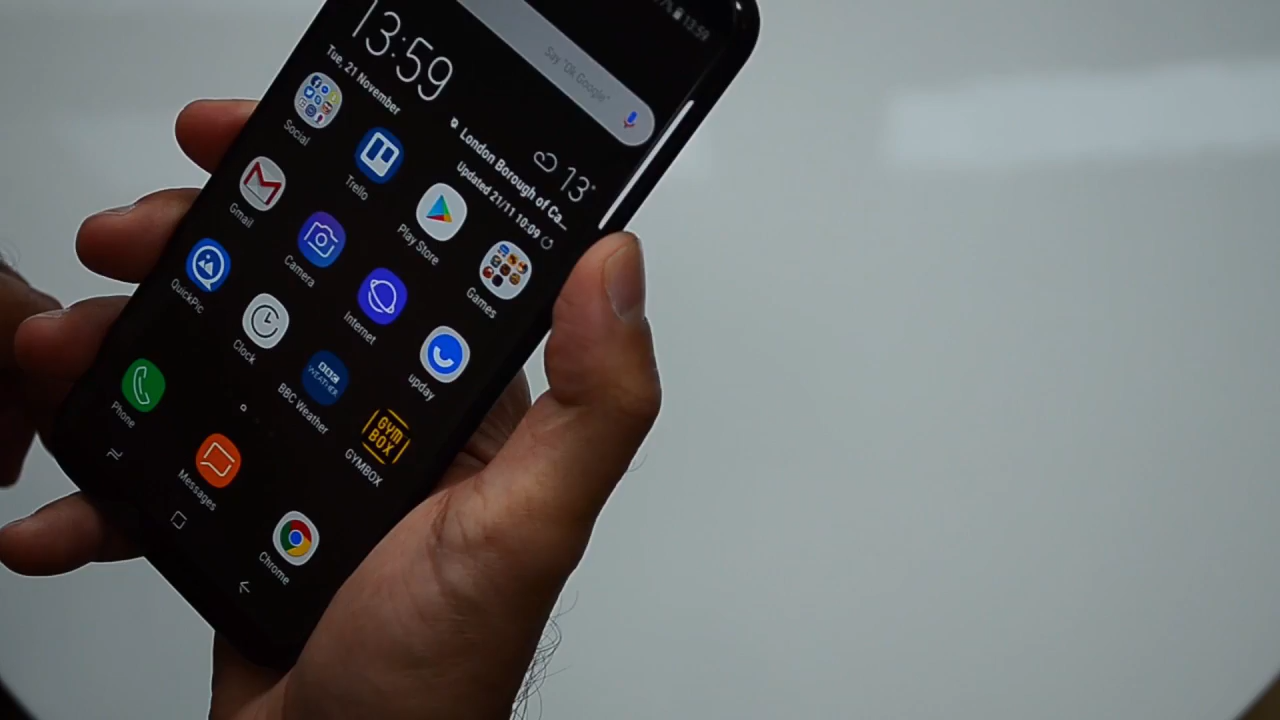 13:59
13:59
Tue, 21 November
Say "Ok Google"
13°
London Borough of Ca...
Updated 21/11 10:09
Social
Trello
Play Store
Games
Gmail
Camera
Internet
upday
QuickPic
Clock
BBC
WEATHER
BBC Weather
GYM
BOX
GYMBOX
Phone
Messages
Chrome